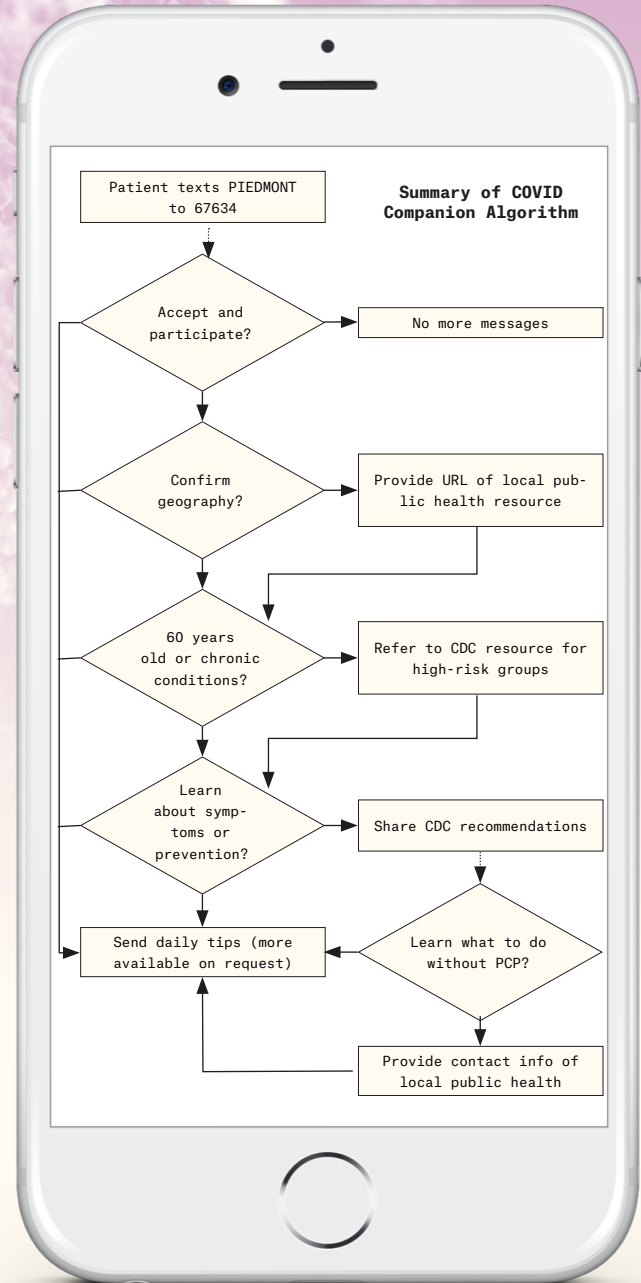 Patient texts PIEDMONT
to 67634
Summary of COVID
Companion Algorithm
Accept and
participate?
No more messages
Confirm
geography?
Provide URL of local pub-
lic health resource
60 years
old or chronic
conditions?
Refer to CDC resource for
high-risk groups
Learn
about symp-
toms or
prevention?
Share CDC recommendations
Send daily tips (more
available on request)
Learn what to do
without PCP?
Provide contact info of
local public health